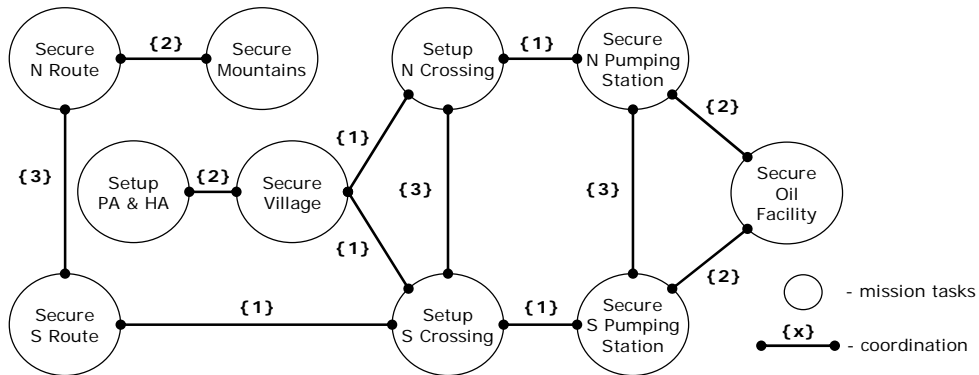 Secure
N Route
{2}
Secure
Mountains
Setup
N Crossing
{1}
Secure
N Pumping
Station
{3}
Setup
PA & HA
{2}
Secure
Village
{1}
{1}
{3}
{3}
{2}
Secure
Oil
Facility
{2}
Secure
S Route
{1}
Setup
S Crossing
{1}
Secure
S Pumping
Station
- mission tasks
{x}
- coordination